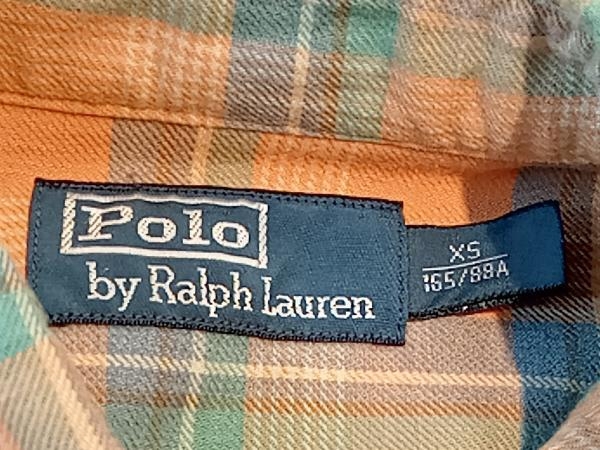 Polo
by Ralph Lauren
XS
165/88A